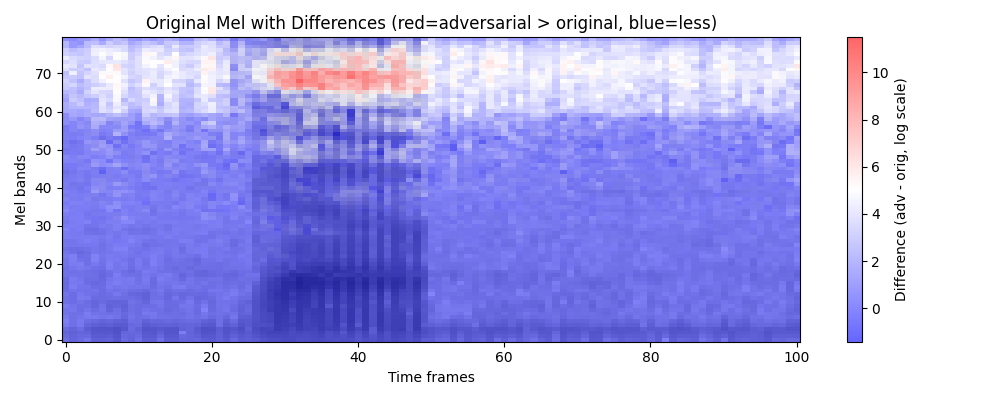 Original Mel with Differences (red=adversarial > original, blue=less)
Mel bands
70
60
50
40
30
20
10
0
0 20 40 60 80 100
Time frames
10
8
6
4
2
0
Difference (adv - orig, log scale)